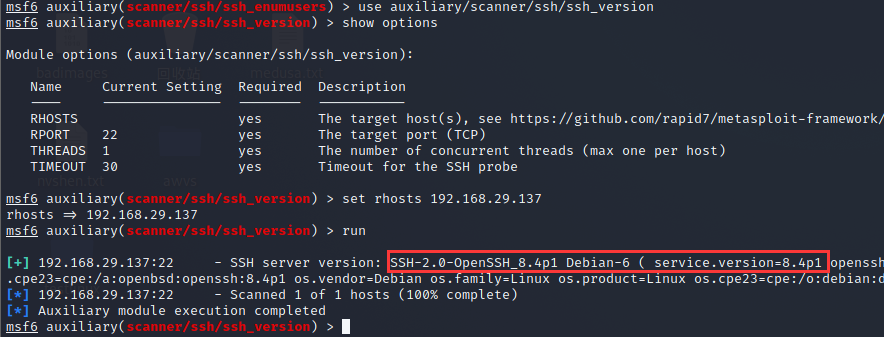 msf6 auxiliary(scanner/ssh/ssh_enumusers) > use auxiliary/scanner/ssh/ssh_version
msf6 auxiliary(scanner/ssh/ssh_version) > show options
Module options (auxiliary/scanner/ssh/ssh_version):
Name Current Setting Required Description
RHOSTS yes The target host(s), see https://github.com/rapid7/metasploit-framework/
RPORT 22 yes The target port (TCP)
THREADS 1 yes The number of concurrent threads (max one per host)
TIMEOUT 30 yes Timeout for the SSH probe
msf6 auxiliary(scanner/ssh/ssh_version) > set rhosts 192.168.29.137
rhosts => 192.168.29.137
msf6 auxiliary(scanner/ssh/ssh_version) > run
[+] 192.168.29.137:22 - SSH server version: SSH-2.0-OpenSSH_8.4p1 Debian-6 ( service.version=8.4p1 openssh
.cpe23=cpe:/a:openbsd:openssh:8.4p1 os.vendor=Debian os.family=Linux os.product=Linux os.cpe23=cpe:/o:debian:d
[*] 192.168.29.137:22 - Scanned 1 of 1 hosts (100% complete)
[*] Auxiliary module execution completed
msf6 auxiliary(scanner/ssh/ssh_version) >